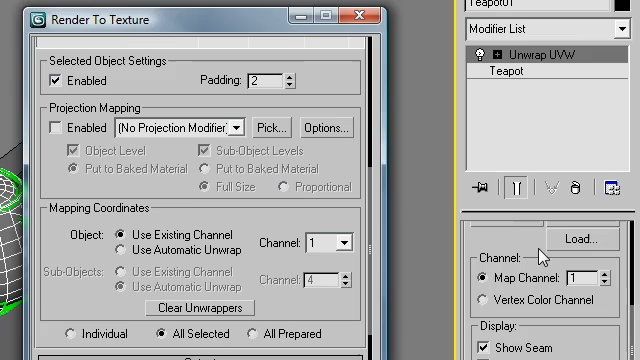 Render To Texture
Selected Object Settings
Enabled
Padding: 2
Projection Mapping
Enabled
(No Projection Modifier)
Pick...
Options...
Object Level
Sub-Object Levels
Put to Baked Material
Put to Baked Material
Full Size
Proportional
Mapping Coordinates
Object:
Use Existing Channel
Use Automatic Unwrap
Channel: 1
Sub-Objects:
Use Existing Channel
Use Automatic Unwrap
Channel: 4
Clear Unwrappers
Individual
All Selected
All Prepared
Teapot01
Modifier List
Unwrap UVW
Teapot
Load...
Channel:
Map Channel: 1
Vertex Color Channel
Display:
Show Seam